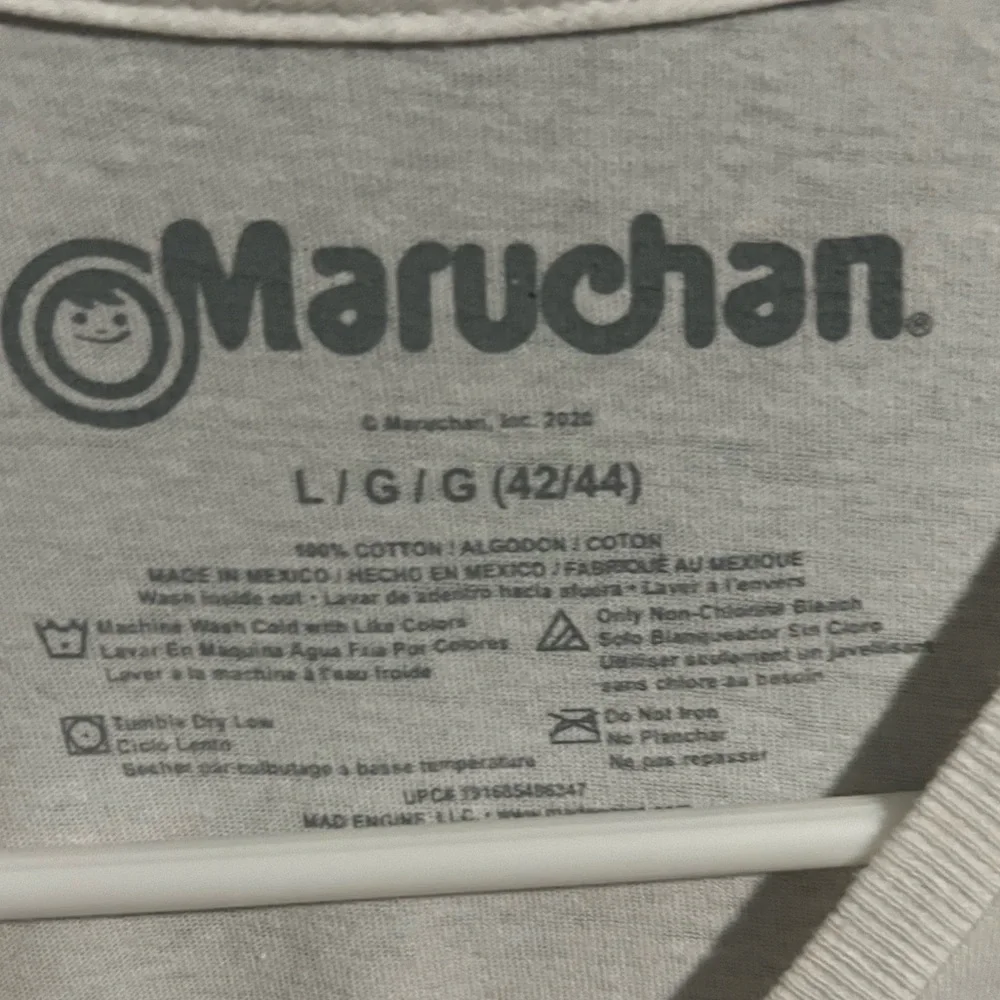 Maruchan®
© Maruchan, Inc. 2020
L / G / G (42/44)
100% COTTON / ALGODON / COTON
MADE IN MEXICO / HECHO EN MEXICO / FABRIQUÉ AU MEXIQUE
Wash inside out • Lavar de adentro hacia afuera • Laver à l'envers
Machine Wash Cold with Like Colors
Lavar En Maquina Agua Fria Por Colores
Laver à la machine à l'eau froide
Only Non-Chlorine Bleach
Solo Blanqueador Sin Cloro
Utiliser seulement un javellisant
sans chlore au besoin
Tumble Dry Low
Ciclo Lento
Sécher par culbutage à basse température
Do Not Iron
No Planchar
Ne pas repasser
UPC#
MAD ENGINE, LLC •